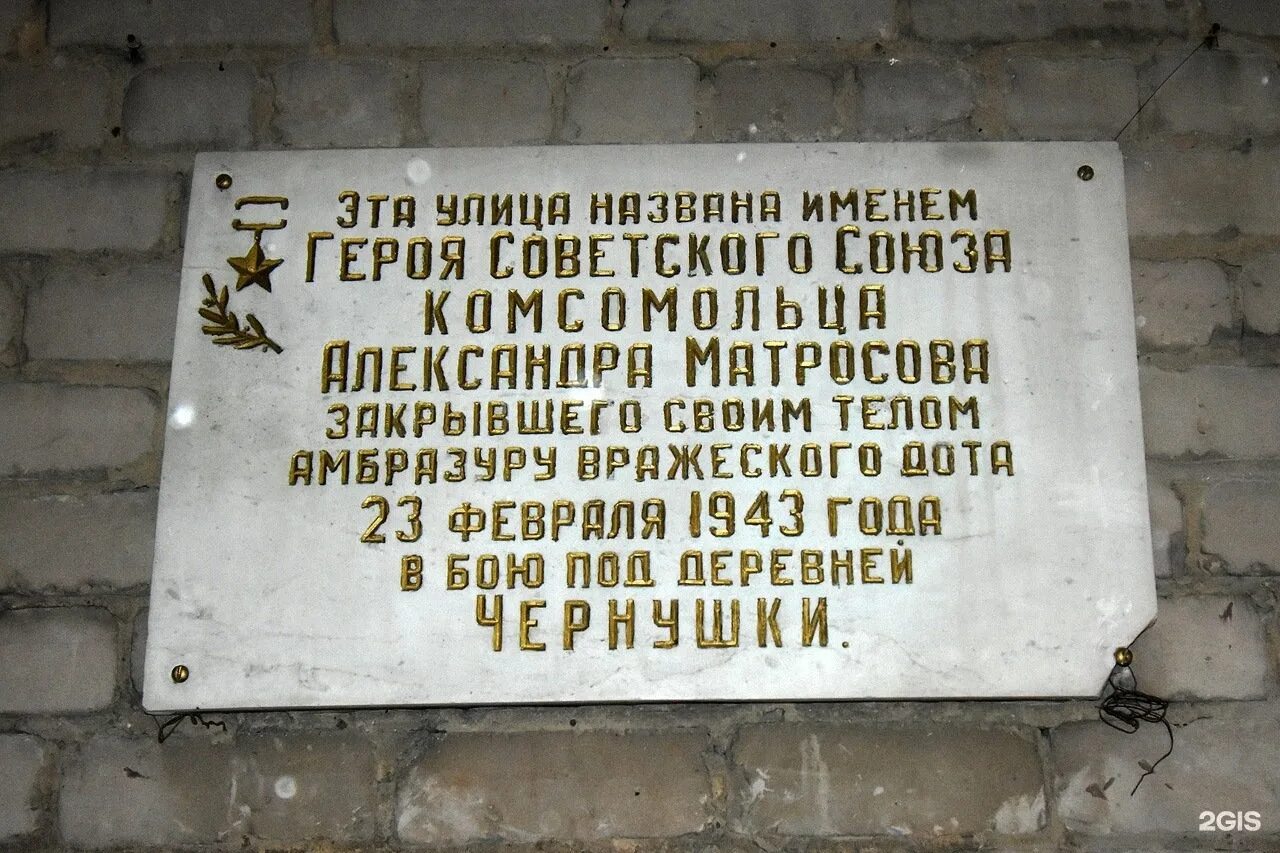 Эта улица названа именем
Героя Советского Союза
комсомольца
Александра Матросова
закрывшего своим телом
амбразуру вражеского дота
23 февраля 1943 года
в бою под деревней
Чернушки.
2GIS